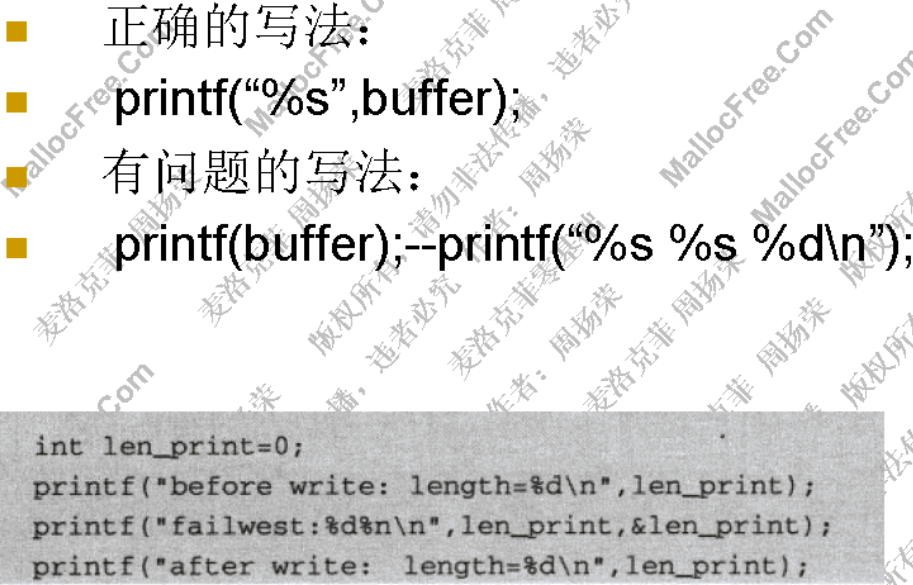 正确的写法：
printf(“%s”,buffer);
有问题的写法：
printf(buffer);--printf(“%s %s %d\n”);
int len_print=0;
printf("before write: length=%d\n",len_print);
printf("failwest:%d%n\n",len_print,&len_print);
printf("after write:  length=%d\n",len_print);
MallocFree.Com
麦洛克菲 周扬荣
版权所有，请勿非法传播，违者必究
作者：周扬荣